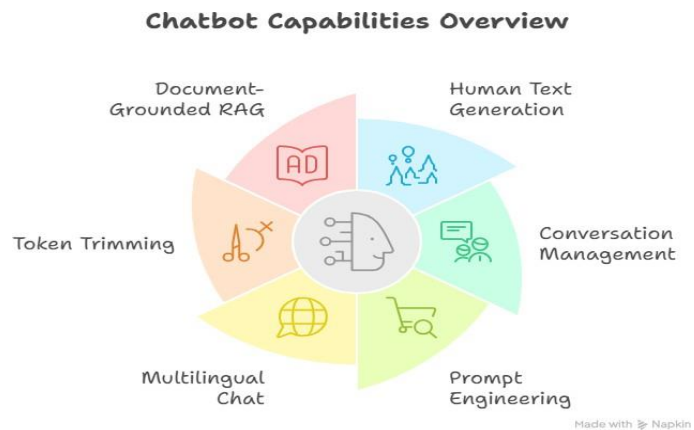 Chatbot Capabilities Overview
Document-
Grounded RAG
Human Text
Generation
AD
Token Trimming
Conversation
Management
Multilingual
Chat
Prompt
Engineering
Made with Napkin